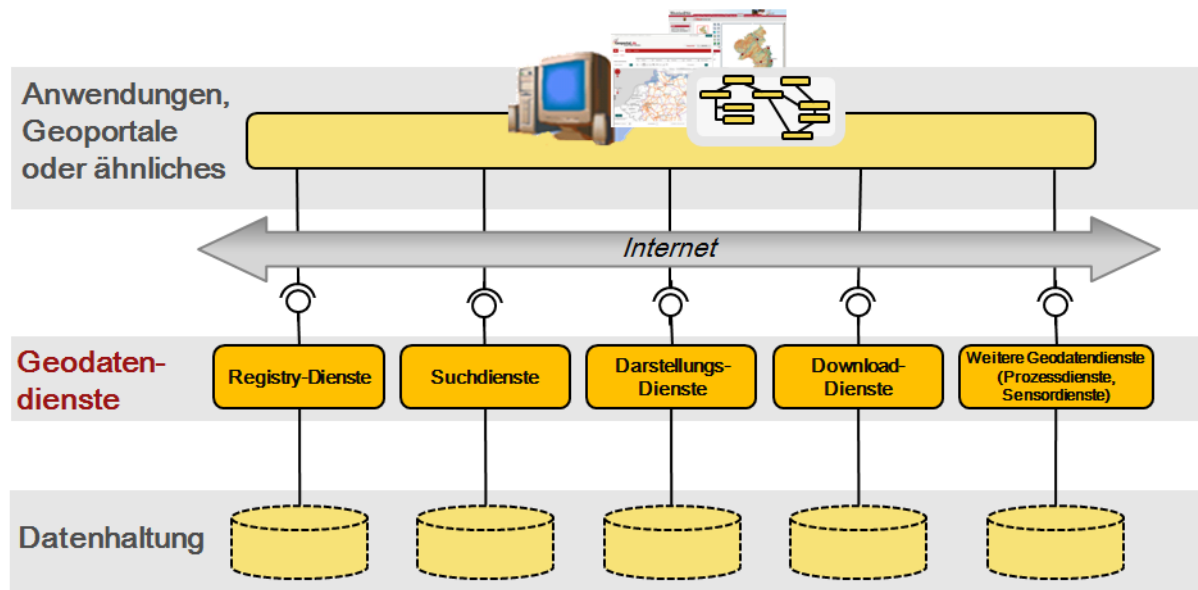 Anwendungen,
Geoportale
oder ähnliches
Internet
Geodaten-
dienste
Registry-Dienste
Suchdienste
Darstellungs-
Dienste
Download-
Dienste
Weitere Geodatendienste
(Prozessdienste,
Sensordienste)
Datenhaltung